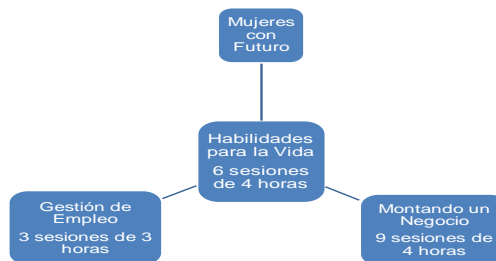 Mujeres
con
Futuro
Habilidades
para la Vida
6 sesiones
de 4 horas
Gestión de
Empleo
3 sesiones de 3
horas
Montando un
Negocio
9 sesiones de
4 horas